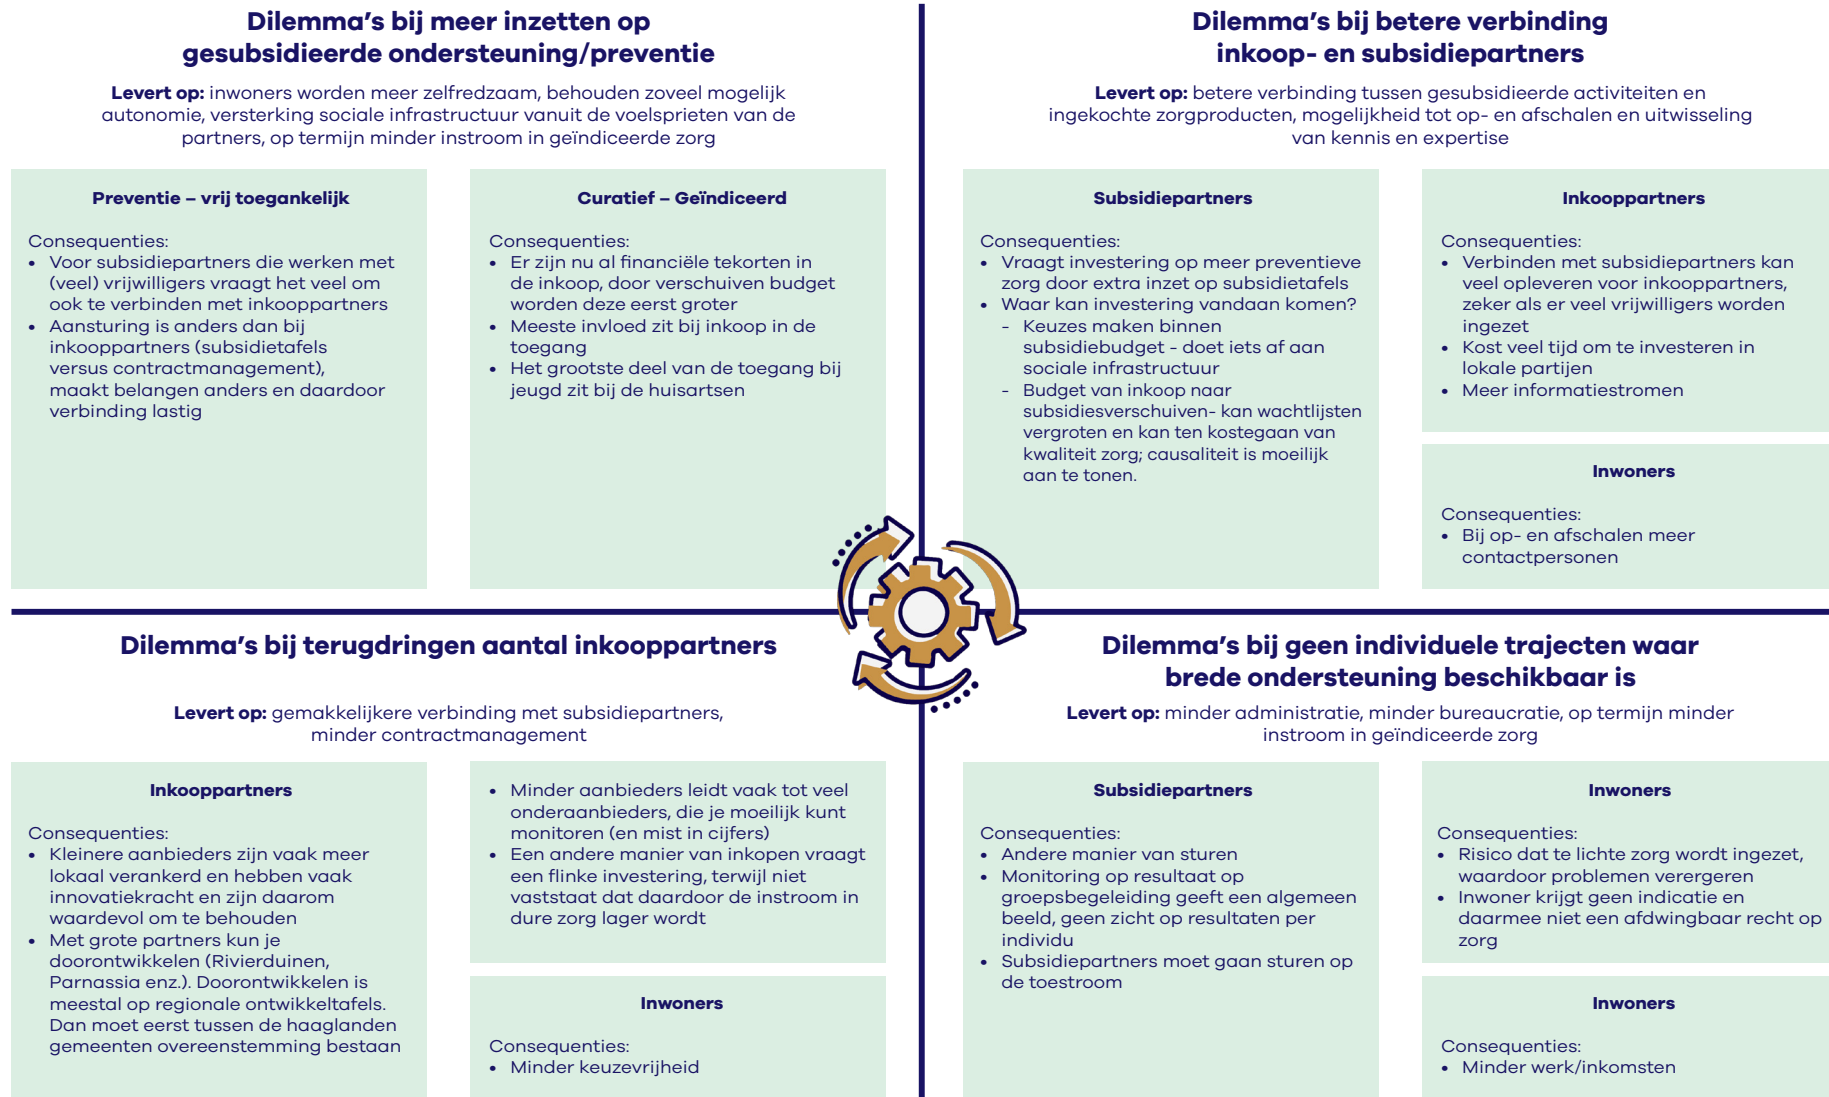 Dilemma's bij meer inzetten op
gesubsidieerde ondersteuning/preventie
Levert op: inwoners worden meer zelfredzaam, behouden zoveel mogelijk
autonomie, versterking sociale infrastructuur vanuit de voelsprieten van de
partners, op termijn minder instroom in geïndiceerde zorg
Preventie – vrij toegankelijk
Consequenties:
• Voor subsidiepartners die werken met
(veel) vrijwilligers vraagt het veel om
ook te verbinden met inkooppartners
• Aansturing is anders dan bij
inkooppartners (subsidietafels
versus contractmanagement),
maakt belangen anders en daardoor
verbinding lastig
Curatief – Geïndiceerd
Consequenties:
• Er zijn nu al financiële tekorten in
de inkoop, door verschuiven budget
worden deze eerst groter
• Meeste invloed zit bij inkoop in de
toegang
• Het grootste deel van de toegang bij
jeugd zit bij de huisartsen
Dilemma's bij betere verbinding
inkoop- en subsidiepartners
Levert op: betere verbinding tussen gesubsidieerde activiteiten en
ingekochte zorgproducten, mogelijkheid tot op- en afschalen en uitwisseling
van kennis en expertise
Subsidiepartners
Consequenties:
• Vraagt investering op meer preventieve
zorg door extra inzet op subsidietafels
• Waar kan investering vandaan komen?
- Keuzes maken binnen
subsidiebudget - doet iets af aan
sociale infrastructuur
- Budget van inkoop naar
subsidiesverschuiven- kan wachtlijsten
vergroten en kan ten kostegaan van
kwaliteit zorg; causaliteit is moeilijk
aan te tonen.
Inkooppartners
Consequenties:
• Verbinden met subsidiepartners kan
veel opleveren voor inkooppartners,
zeker als er veel vrijwilligers worden
ingezet
• Kost veel tijd om te investeren in
lokale partijen
• Meer informatiestromen
Inwoners
Consequenties:
• Bij op- en afschalen meer
contactpersonen
Dilemma's bij terugdringen aantal inkooppartners
Levert op: gemakkelijkere verbinding met subsidiepartners,
minder contractmanagement
Inkooppartners
Consequenties:
• Kleinere aanbieders zijn vaak meer
lokaal verankerd en hebben vaak
innovatiekracht en zijn daarom
waardevol om te behouden
• Met grote partners kun je
doorontwikkelen (Rivierduinen,
Parnassia enz.). Doorontwikkelen is
meestal op regionale ontwikkeltafels.
Dan moet eerst tussen de haaglanden
gemeenten overeenstemming bestaan
• Minder aanbieders leidt vaak tot veel
onderaanbieders, die je moeilijk kunt
monitoren (en mist in cijfers)
• Een andere manier van inkopen vraagt
een flinke investering, terwijl niet
vaststaat dat daardoor de instroom in
dure zorg lager wordt
Inwoners
Consequenties:
• Minder keuzevrijheid
Dilemma's bij geen individuele trajecten waar
brede ondersteuning beschikbaar is
Levert op: minder administratie, minder bureaucratie, op termijn minder
instroom in geïndiceerde zorg
Subsidiepartners
Consequenties:
• Andere manier van sturen
• Monitoring op resultaat op
groepsbegeleiding geeft een algemeen
beeld, geen zicht op resultaten per
individu
• Subsidiepartners moet gaan sturen op
de toestroom
Inwoners
Consequenties:
• Risico dat te lichte zorg wordt ingezet,
waardoor problemen verergeren
• Inwoner krijgt geen indicatie en
daarmee niet een afdwingbaar recht op
zorg
Inwoners
Consequenties:
• Minder werk/inkomsten